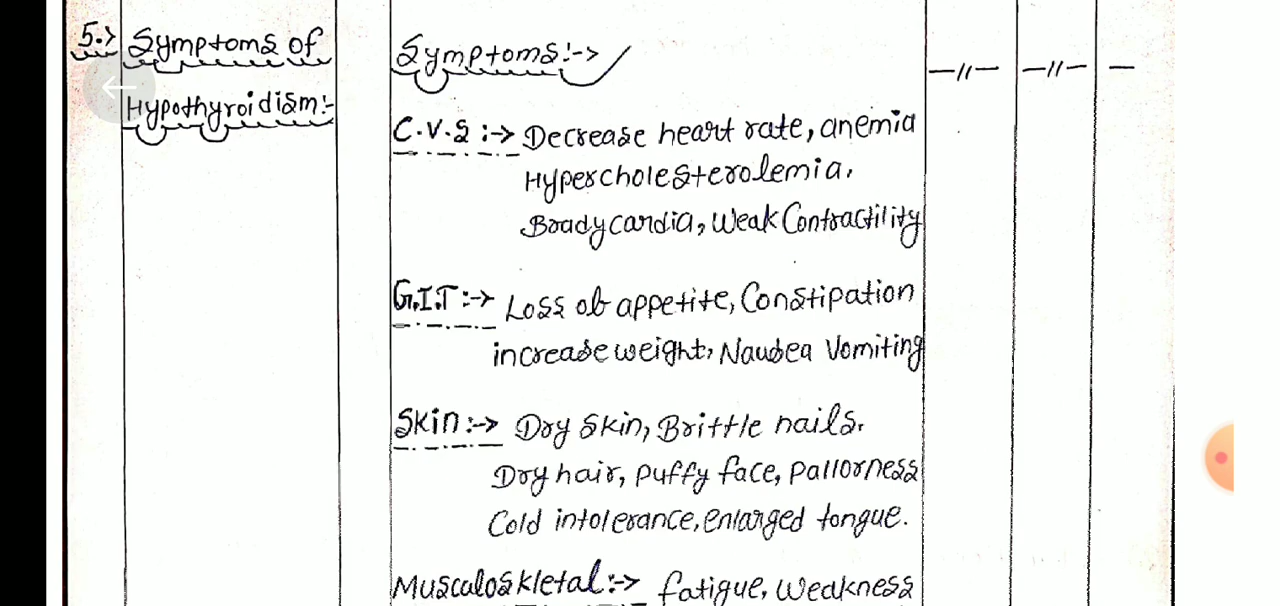 5.> Symptoms of
Hypothyroidism:-
Symptoms:->
C.V.S:-> Decrease heart rate, anemia
Hypercholesterolemia,
Bradycardia, Weak Contractility
G.I.T:-> Loss of appetite, Constipation
increase weight, Nausea Vomiting
Skin:-> Dry Skin, Brittle nails.
Dry hair, puffy face, pallorness
Cold intolerance, enlarged tongue.
Musculoskletal:-> fatigue, Weakness
—//— —//— —